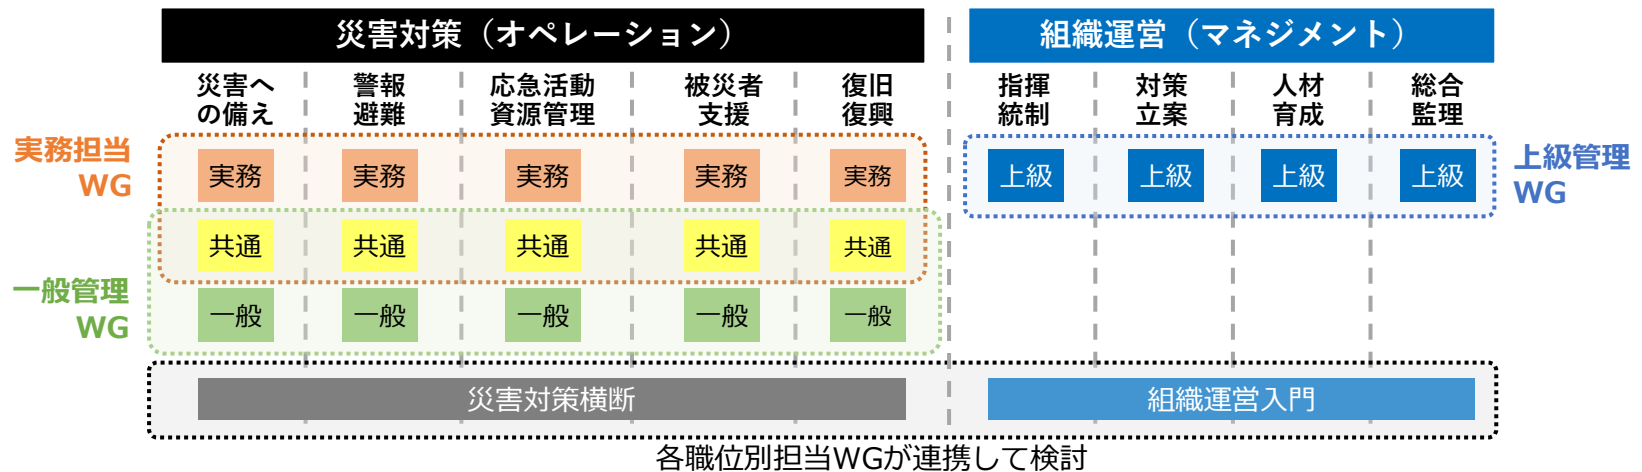 災害対策（オペレーション）
組織運営（マネジメント）
災害へ
の備え
警報
避難
応急活動
資源管理
被災者
支援
復旧
復興
指揮
統制
対策
立案
人材
育成
総合
監理
実務担当
WG
実務
実務
実務
実務
実務
上級
上級
上級
上級
上級管理
WG
共通
共通
共通
共通
共通
一般管理
WG
一般
一般
一般
一般
一般
災害対策横断
組織運営入門
各職位別担当WGが連携して検討